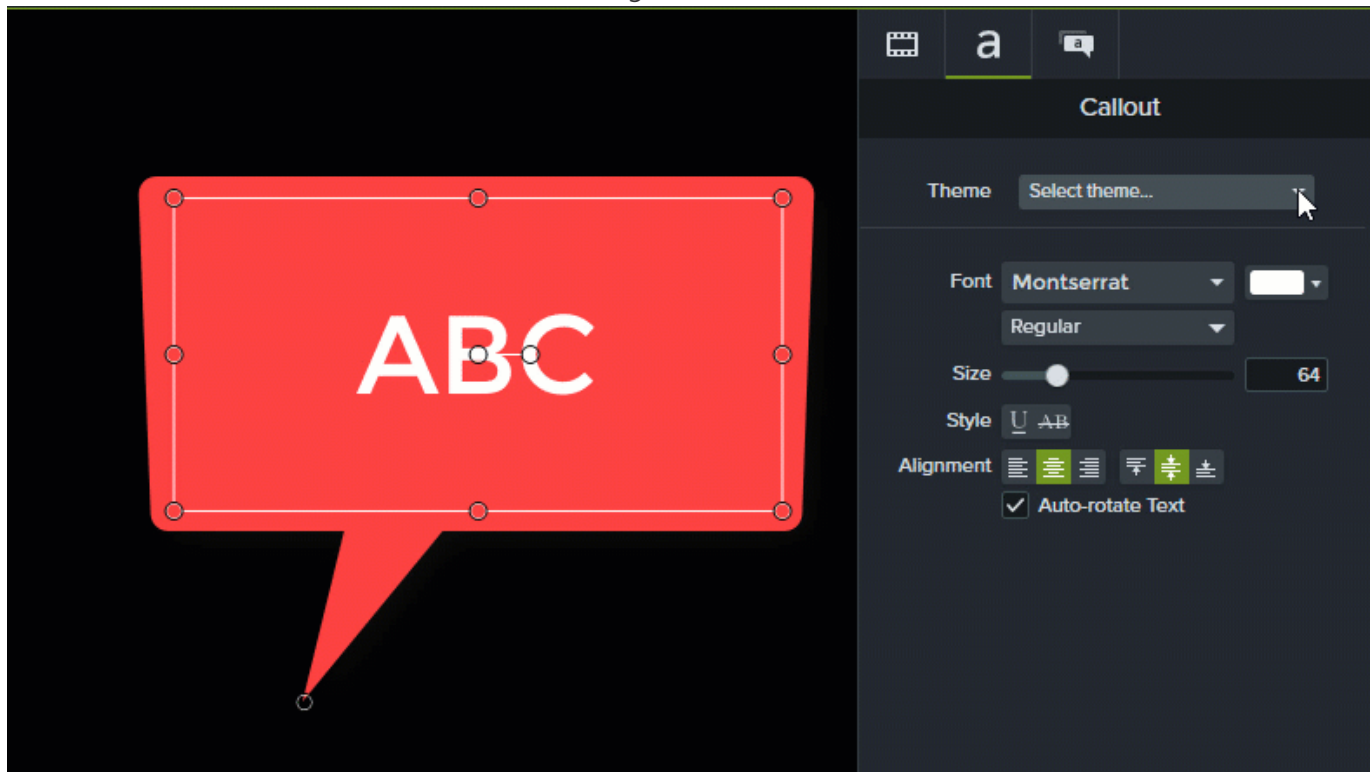 a
a
Callout
ABC
Theme Select theme...
Font Montserrat
Regular
Size 64
Style U AB
Alignment
Auto-rotate Text